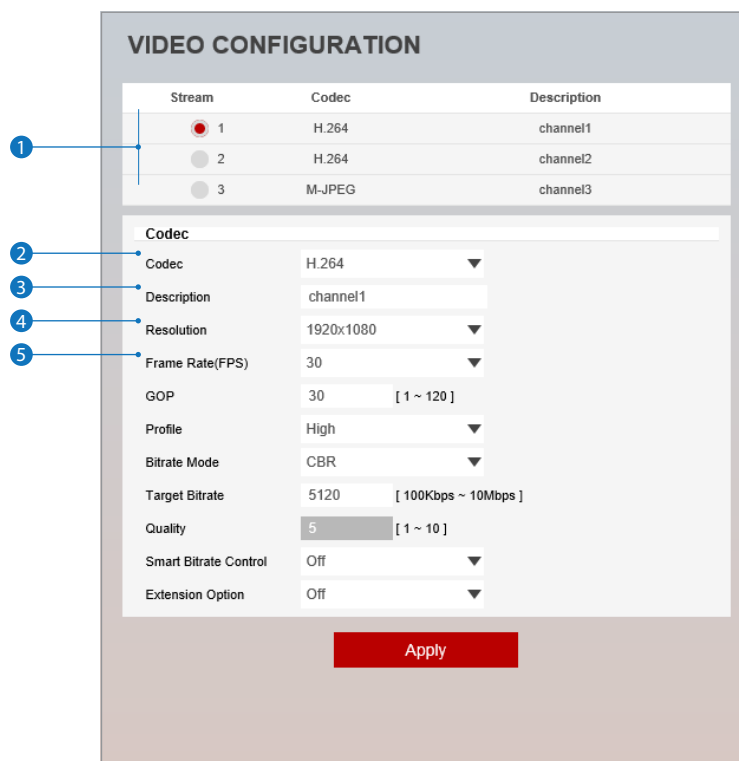 VIDEO CONFIGURATION
Stream Codec Description
1 1 H.264 channel1
2 H.264 channel2
3 M-JPEG channel3
Codec
2 Codec H.264
3 Description channel1
4 Resolution 1920x1080
5 Frame Rate(FPS) 30
GOP 30 [ 1 ~ 120 ]
Profile High
Bitrate Mode CBR
Target Bitrate 5120 [ 100Kbps ~ 10Mbps ]
Quality 5 [ 1 ~ 10 ]
Smart Bitrate Control Off
Extension Option Off
Apply